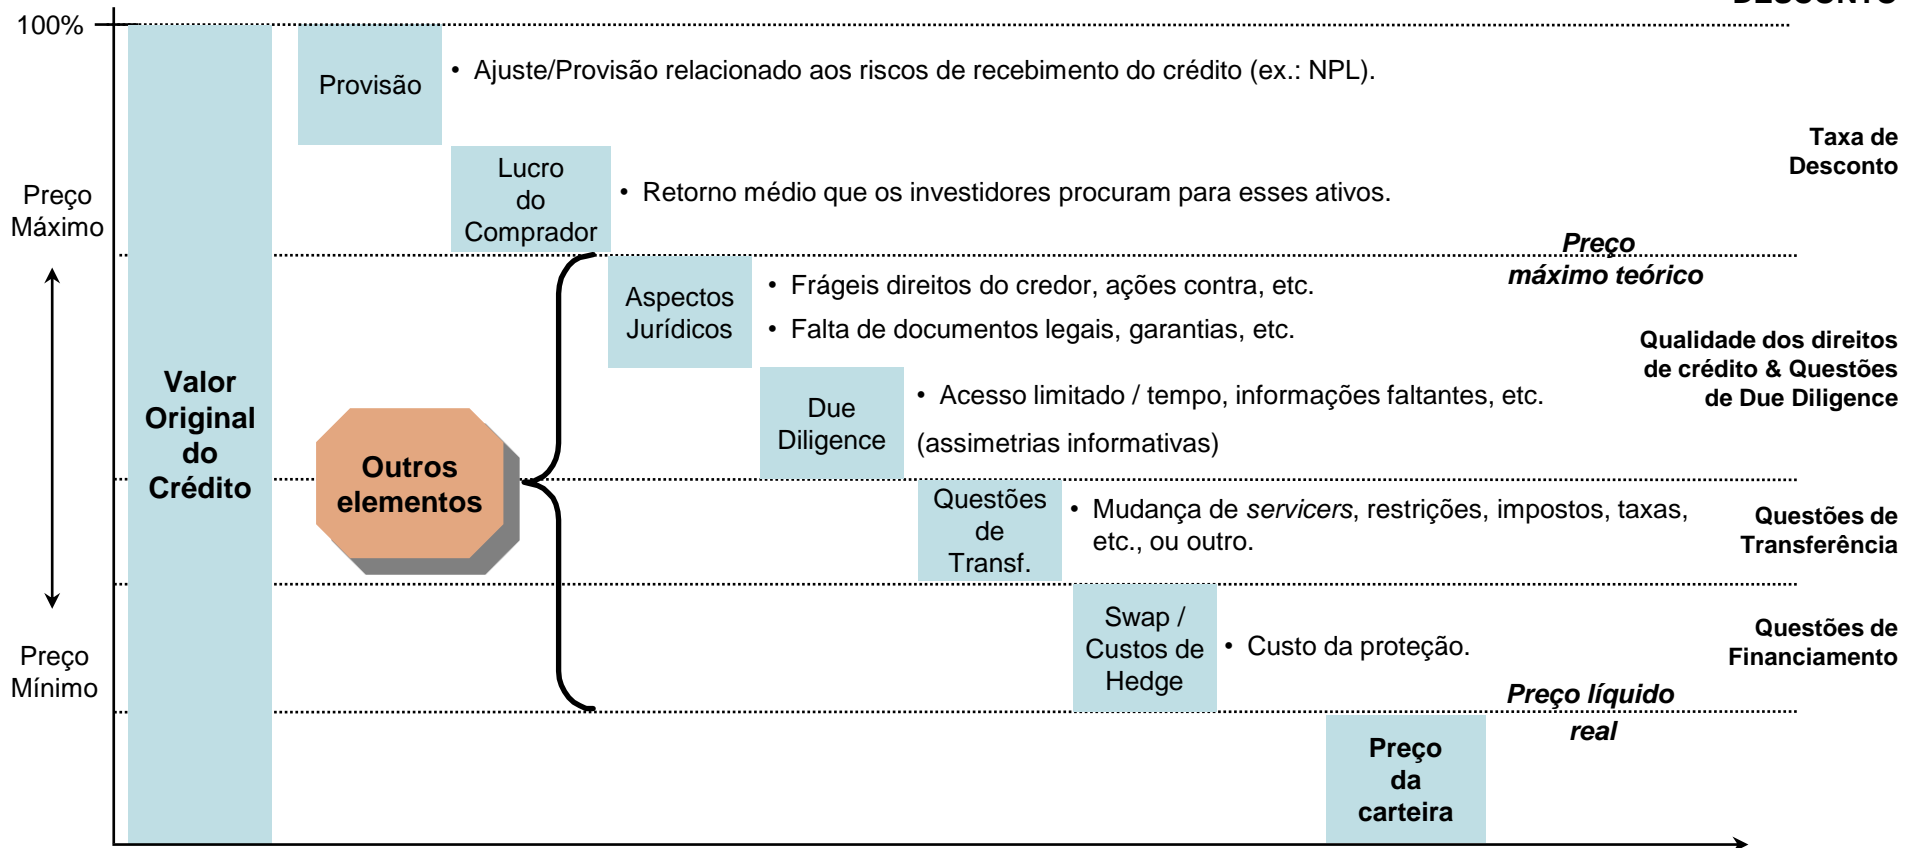 100%
Provisão
• Ajuste/Provisão relacionado aos riscos de recebimento do crédito (ex.: NPL).
Taxa de
Desconto
Preço
Máximo
Lucro
do
Comprador
• Retorno médio que os investidores procuram para esses ativos.
Preço
máximo teórico
Aspectos
Jurídicos
• Frágeis direitos do credor, ações contra, etc.
• Falta de documentos legais, garantias, etc.
Qualidade dos direitos
de crédito & Questões
de Due Diligence
Valor
Original
do
Crédito
Outros
elementos
Due
Diligence
• Acesso limitado / tempo, informações faltantes, etc.
(assimetrias informativas)
Questões
de
Transf.
• Mudança de servicers, restrições, impostos, taxas,
etc., ou outro.
Questões de
Transferência
Preço
Mínimo
Swap /
Custos de
Hedge
• Custo da proteção.
Questões de
Financiamento
Preço líquido
real
Preço
da
carteira